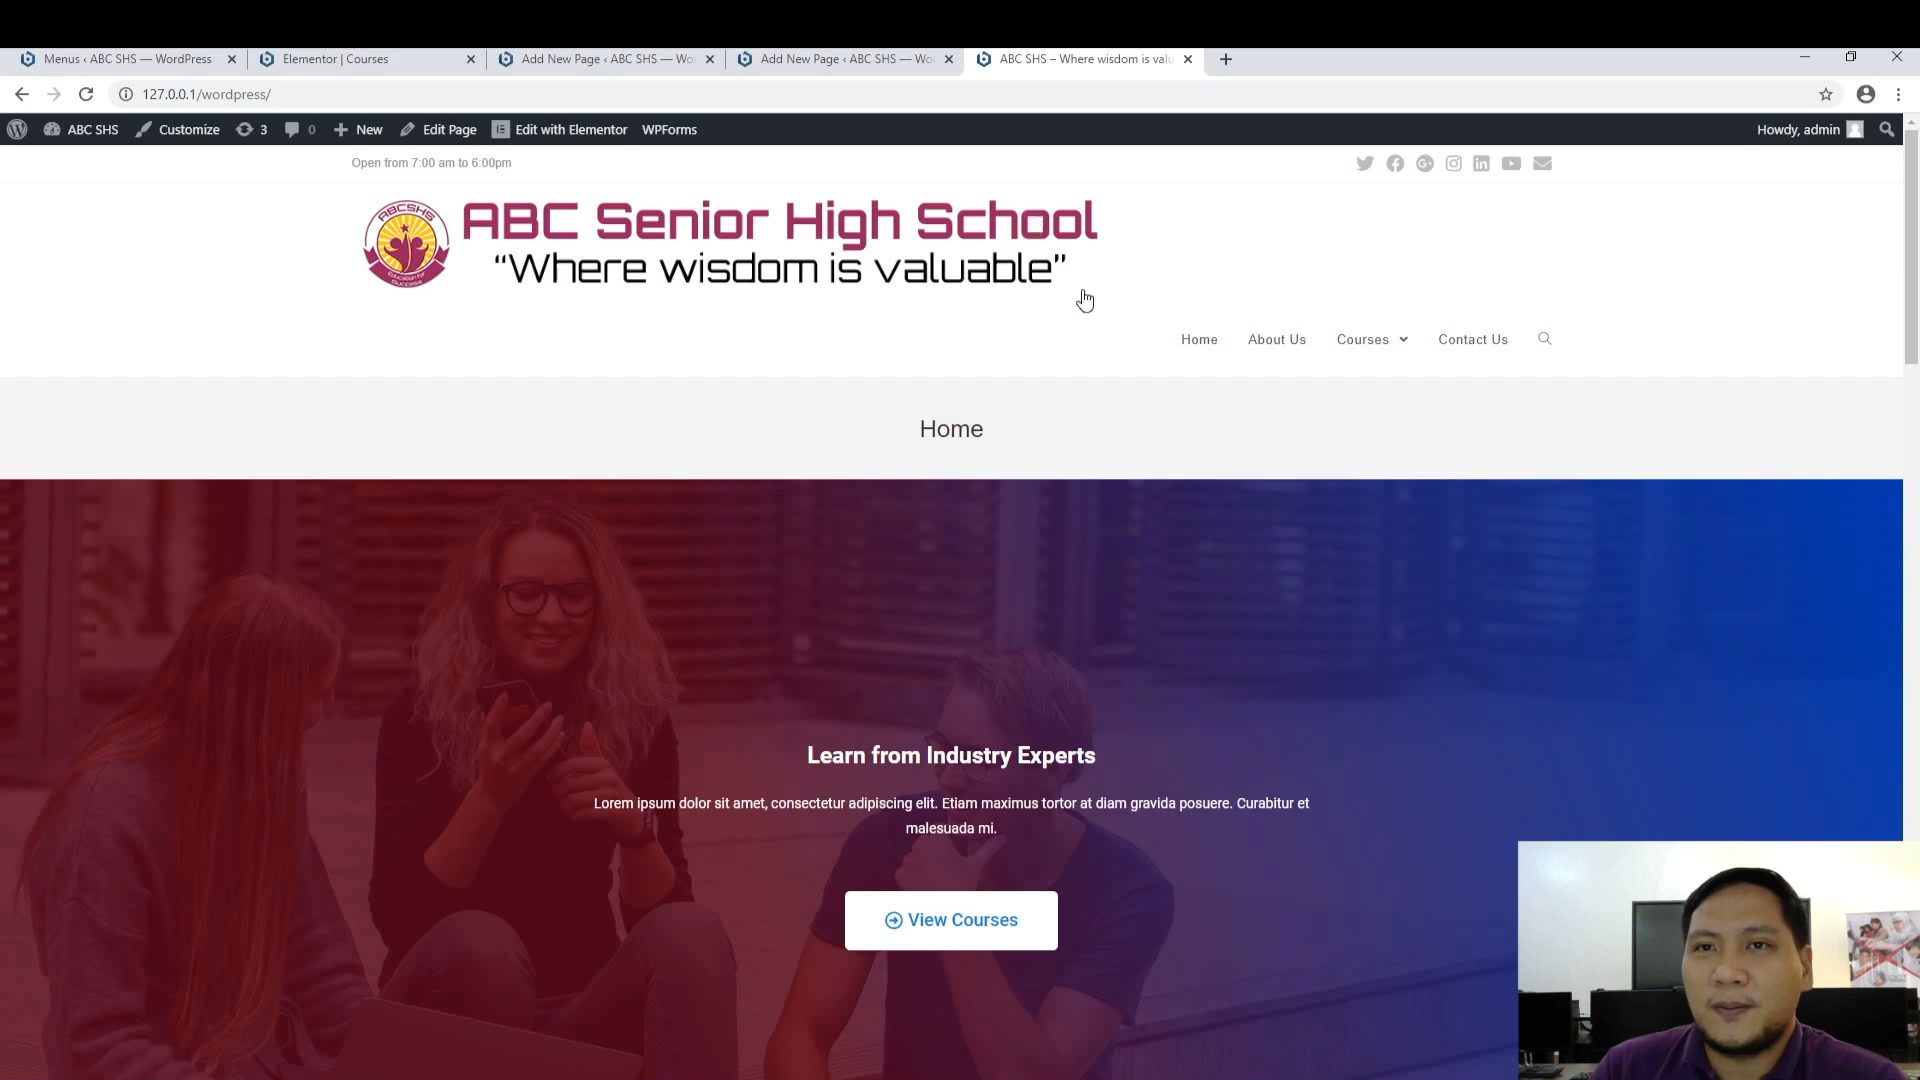 Menus ‹ ABC SHS — WordPress
Elementor | Courses
Add New Page ‹ ABC SHS — Wo
Add New Page ‹ ABC SHS — Wo
ABC SHS – Where wisdom is valu
127.0.0.1/wordpress/
ABC SHS
Customize
3
0
New
Edit Page
Edit with Elementor
WPForms
Howdy, admin
Open from 7:00 am to 6:00pm
ABCSHS
Education for
Success
ABC Senior High School
“Where wisdom is valuable”
Home
About Us
Courses
Contact Us
Home
Learn from Industry Experts
Lorem ipsum dolor sit amet, consectetur adipiscing elit. Etiam maximus tortor at diam gravida posuere. Curabitur et
malesuada mi.
View Courses